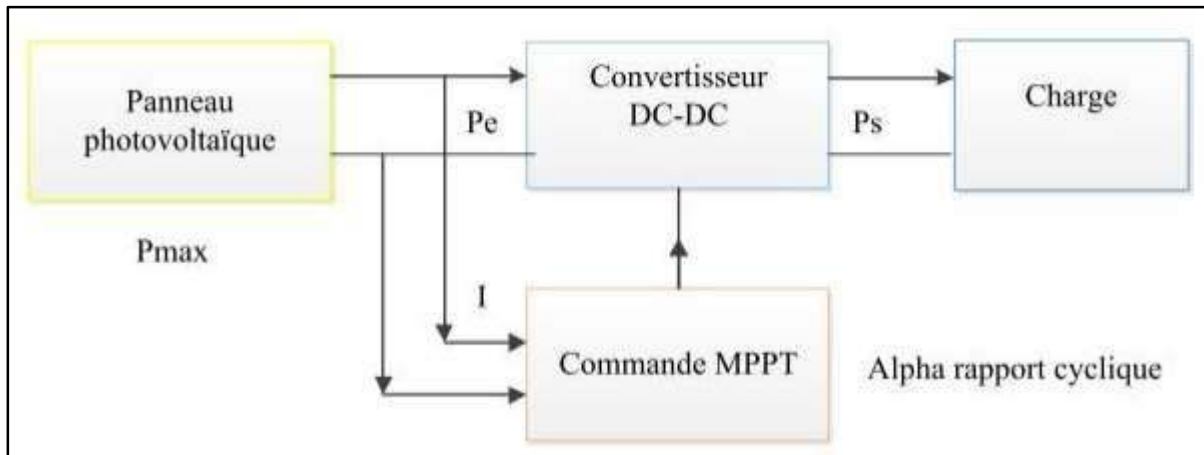 Panneau
photovoltaïque
Pe
Convertisseur
DC-DC
Ps
Charge
Pmax
I
Commande MPPT
Alpha rapport cyclique